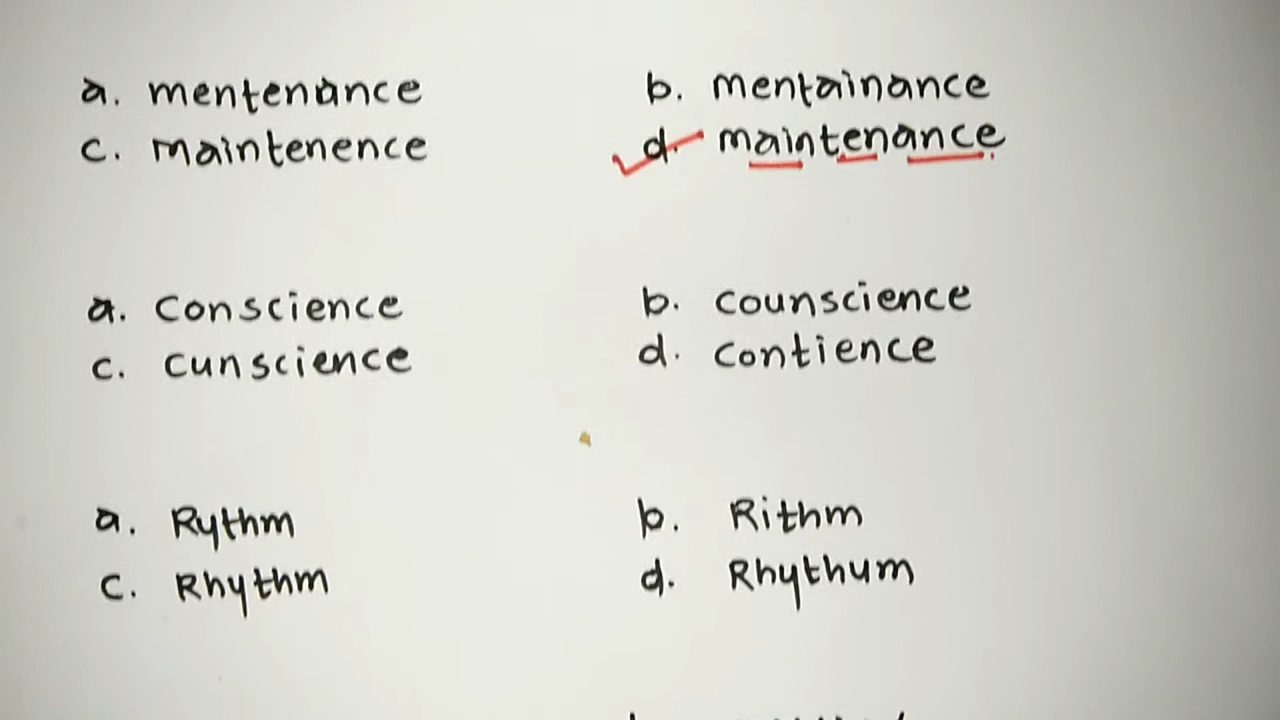 a. mentenance b. mentainance
c. maintenence d. maintenance
a. conscience b. counscience
c. cunscience d. contience
a. Rythm b. Rithm
c. Rhythm d. Rhythum